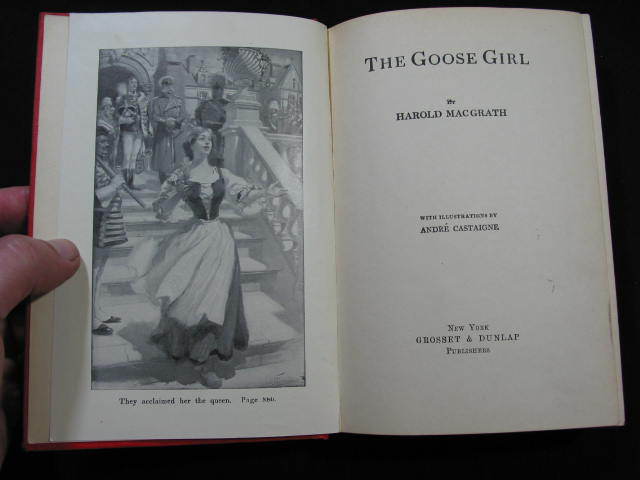 They acclaimed her the queen. Page
THE GOOSE GIRL
BY
HAROLD MACGRATH
WITH ILLUSTRATIONS BY
ANDRÉ CASTAIGNE
NEW YORK
GROSSET & DUNLAP
PUBLISHERS